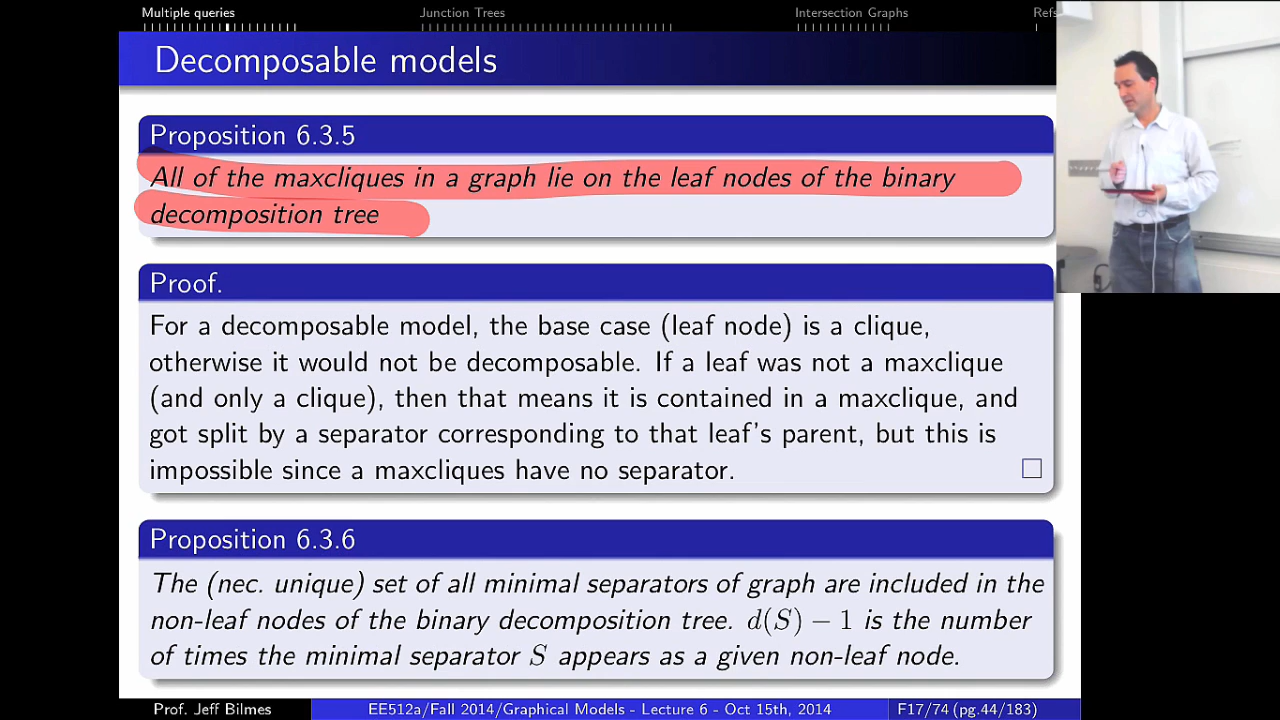 Multiple queries Junction Trees Intersection Graphs Refs
Decomposable models
Proposition 6.3.5
All of the maxcliques in a graph lie on the leaf nodes of the binary
decomposition tree
Proof.
For a decomposable model, the base case (leaf node) is a clique,
otherwise it would not be decomposable. If a leaf was not a maxclique
(and only a clique), then that means it is contained in a maxclique, and
got split by a separator corresponding to that leaf's parent, but this is
impossible since a maxcliques have no separator. □
Proposition 6.3.6
The (nec. unique) set of all minimal separators of graph are included in the
non-leaf nodes of the binary decomposition tree. d(S) − 1 is the number
of times the minimal separator S appears as a given non-leaf node.
Prof. Jeff Bilmes EE512a/Fall 2014/Graphical Models - Lecture 6 - Oct 15th, 2014 F17/74 (pg.44/183)